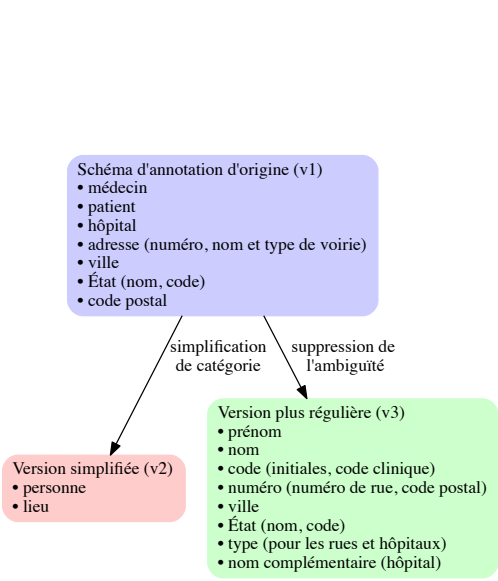 Schéma d'annotation d'origine (v1)
• médecin
• patient
• hôpital
• adresse (numéro, nom et type de voirie)
• ville
• État (nom, code)
• code postal
simplification
de catégorie
suppression de
l'ambiguïté
Version simplifiée (v2)
• personne
• lieu
Version plus régulière (v3)
• prénom
• nom
• code (initiales, code clinique)
• numéro (numéro de rue, code postal)
• ville
• État (nom, code)
• type (pour les rues et hôpitaux)
• nom complémentaire (hôpital)